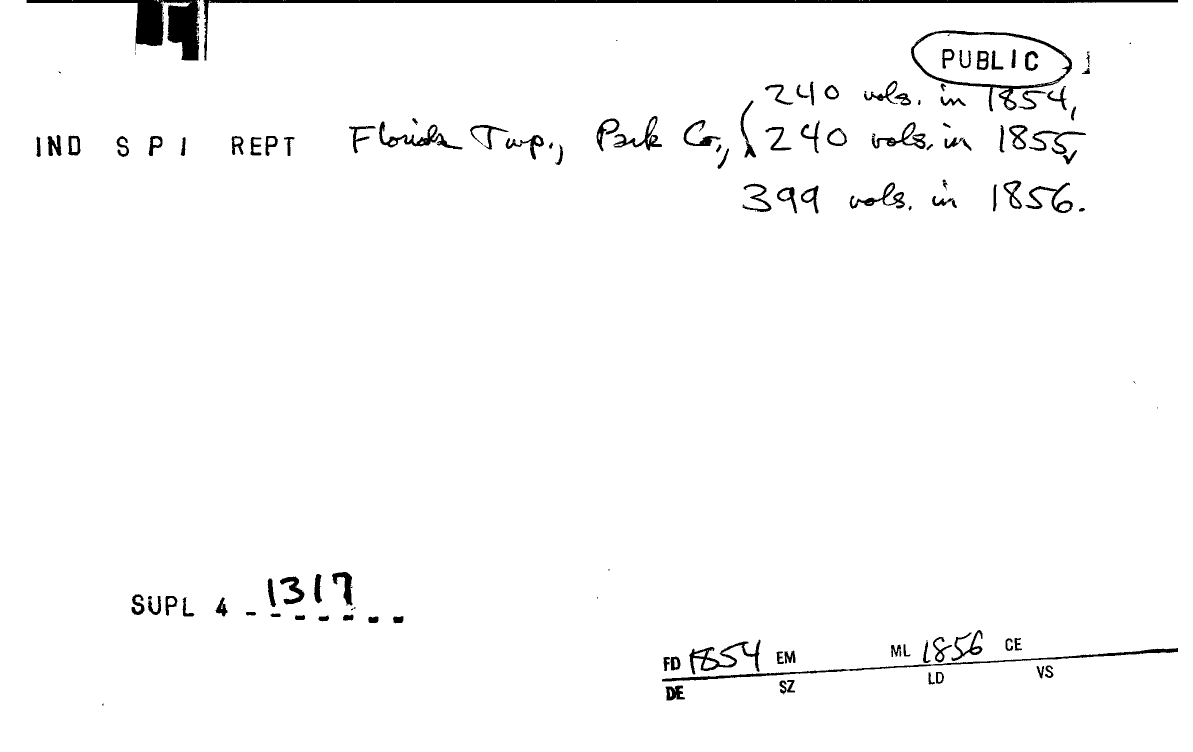 PUBLIC
240 vols. in 1854,
IND S P I REPT Florida Twp., Park Co., 240 vols. in 1855,
399 vols. in 1856.
SUPL 4 - 1317
FD 1854 EM ML 1856 CE
DE SZ LD VS